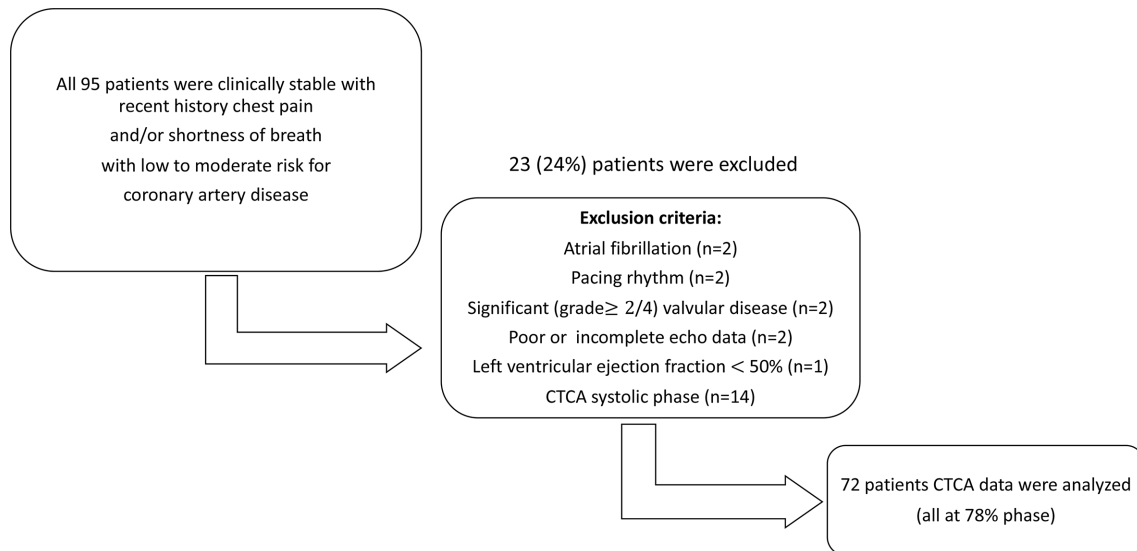 All 95 patients were clinically stable with
recent history chest pain
and/or shortness of breath
with low to moderate risk for
coronary artery disease
23 (24%) patients were excluded
Exclusion criteria:
Atrial fibrillation (n=2)
Pacing rhythm (n=2)
Significant (grade≥ 2/4) valvular disease (n=2)
Poor or incomplete echo data (n=2)
Left ventricular ejection fraction < 50% (n=1)
CTCA systolic phase (n=14)
72 patients CTCA data were analyzed
(all at 78% phase)